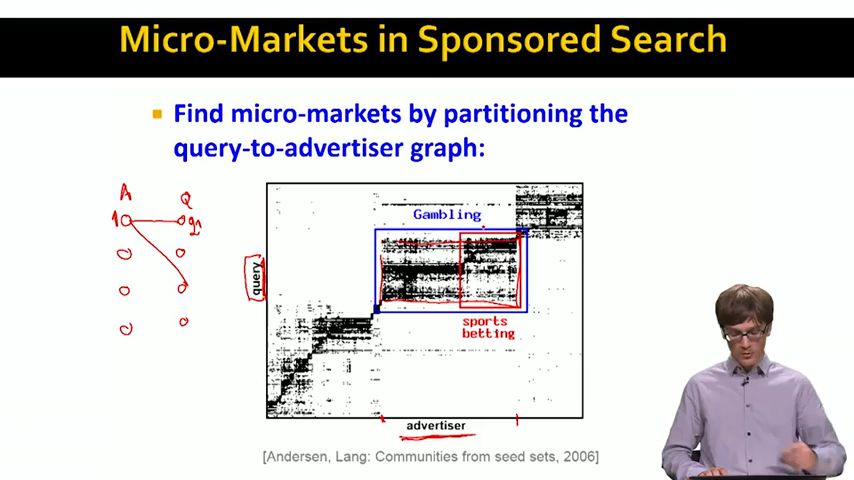 Micro-Markets in Sponsored Search
Find micro-markets by partitioning the
query-to-advertiser graph:
A
Q
1
q1
Gambling
query
sports
betting
advertiser
[Andersen, Lang: Communities from seed sets, 2006]